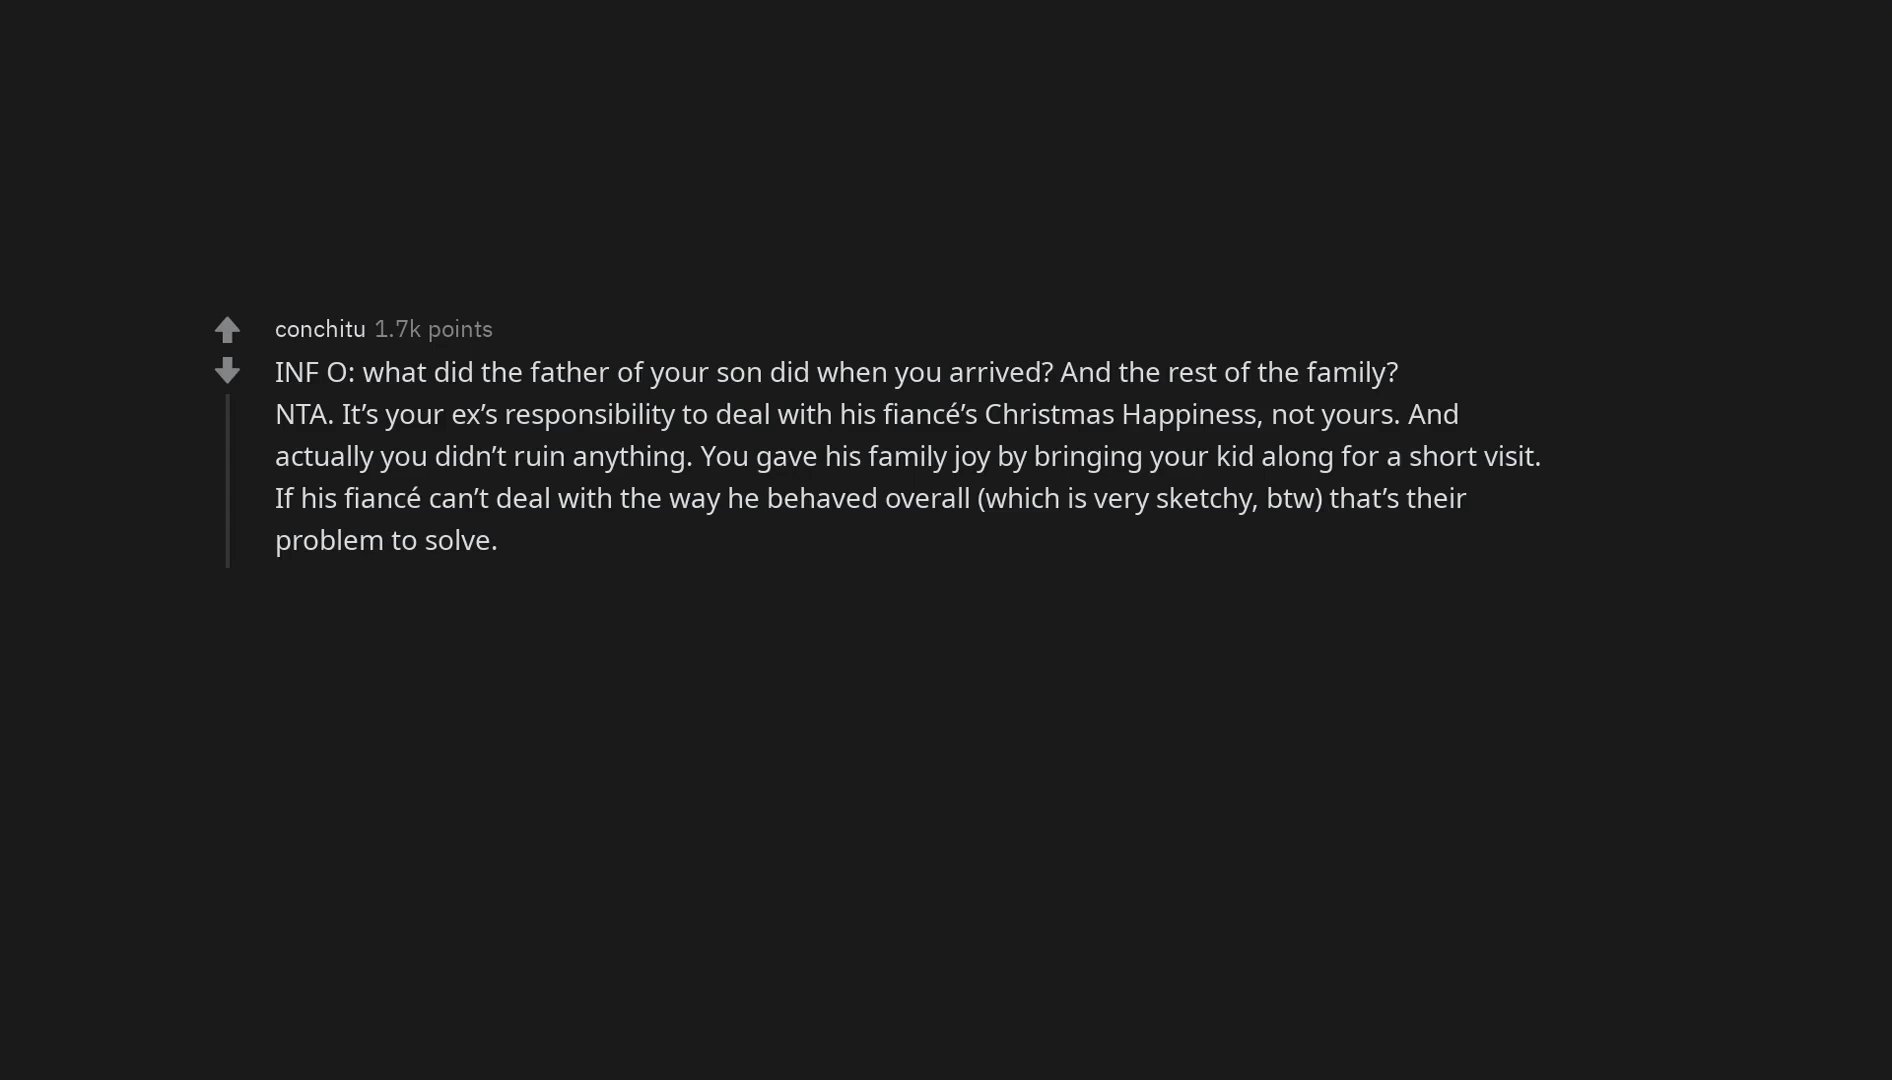 conchitu 1.7k points
INF O: what did the father of your son did when you arrived? And the rest of the family?
NTA. It’s your ex’s responsibility to deal with his fiancé’s Christmas Happiness, not yours. And
actually you didn’t ruin anything. You gave his family joy by bringing your kid along for a short visit.
If his fiancé can’t deal with the way he behaved overall (which is very sketchy, btw) that’s their
problem to solve.